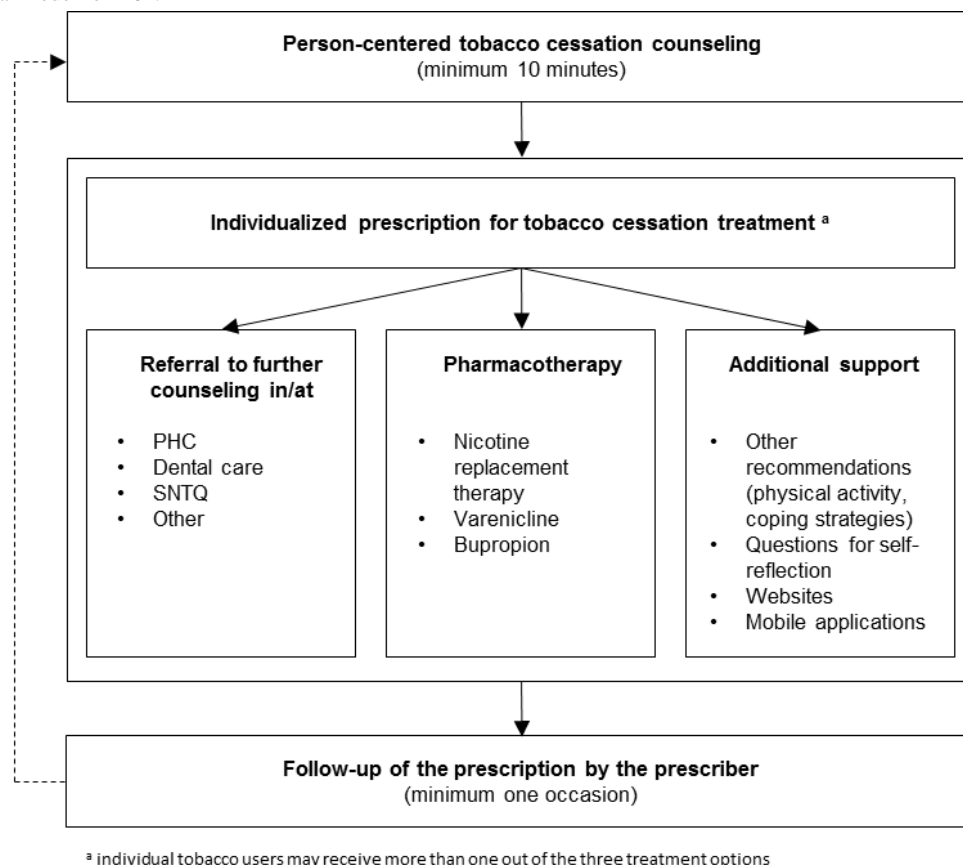 Person-centered tobacco cessation counseling
(minimum 10 minutes)
Individualized prescription for tobacco cessation treatment ᵃ
Referral to further
counseling in/at
• PHC
• Dental care
• SNTQ
• Other
Pharmacotherapy
• Nicotine
replacement
therapy
• Varenicline
• Bupropion
Additional support
• Other
recommendations
(physical activity,
coping strategies)
• Questions for self-
reflection
• Websites
• Mobile applications
Follow-up of the prescription by the prescriber
(minimum one occasion)
ᵃ individual tobacco users may receive more than one out of the three treatment options